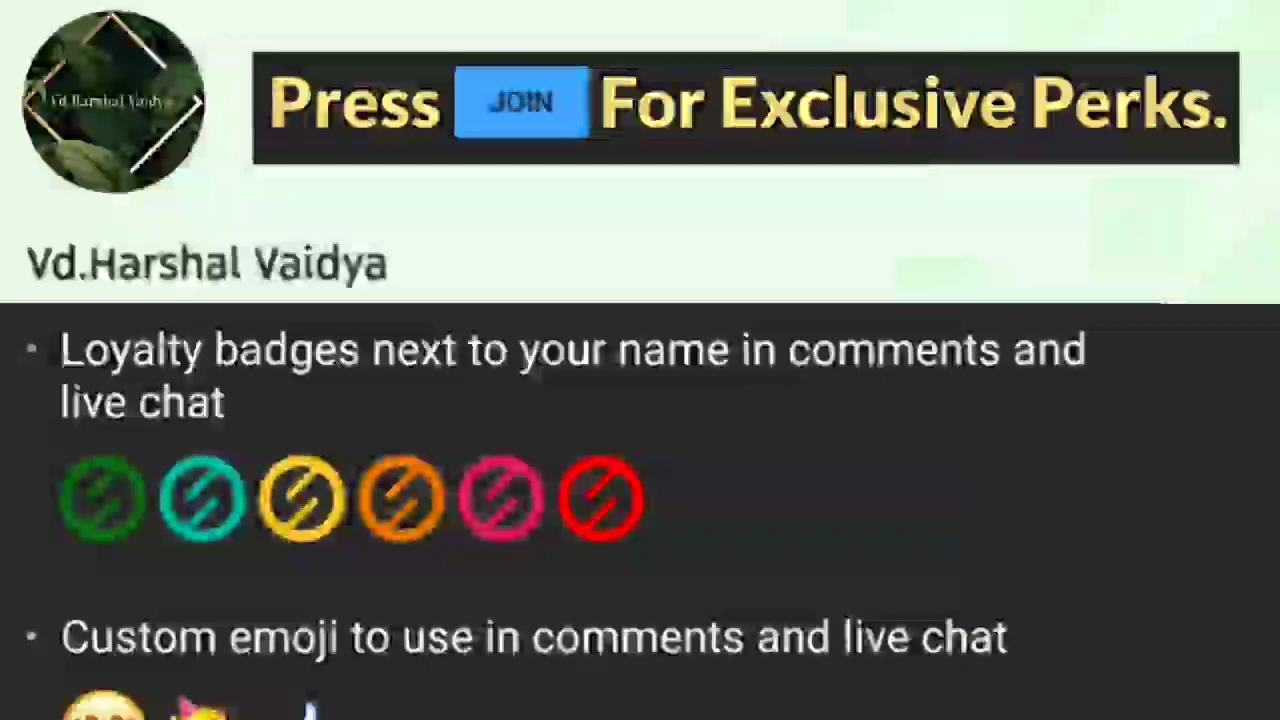 Vd.Harshal Vaidya
Press JOIN For Exclusive Perks.
Vd.Harshal Vaidya
Loyalty badges next to your name in comments and
live chat
Custom emoji to use in comments and live chat